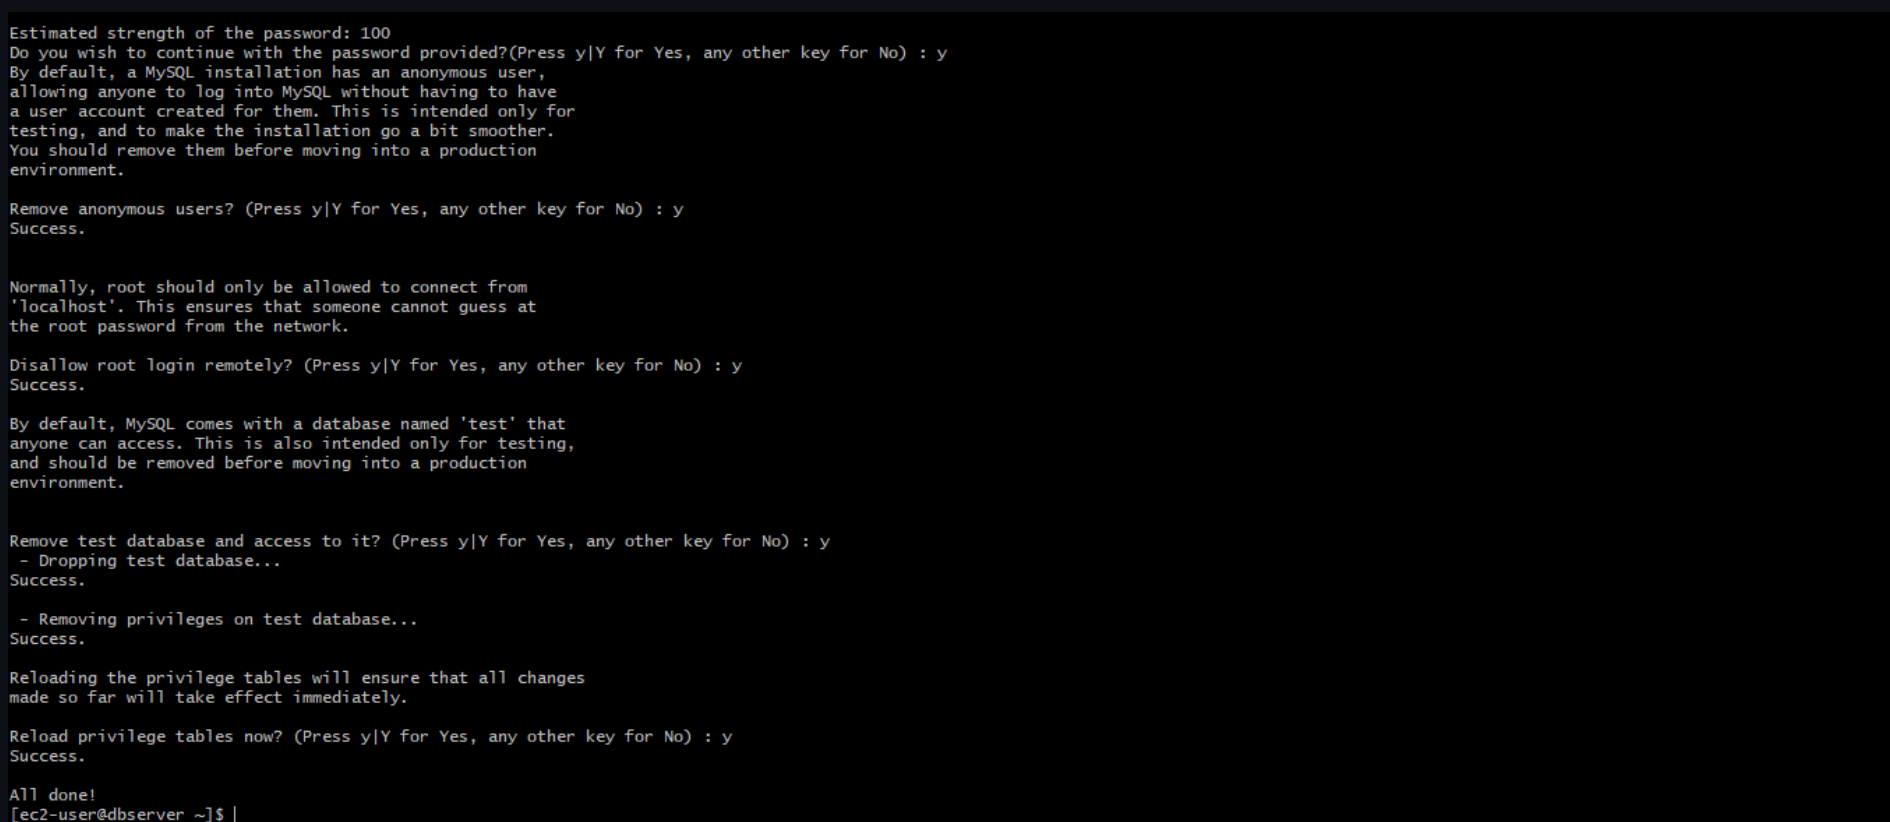 Estimated strength of the password: 100
Do you wish to continue with the password provided?(Press y|Y for Yes, any other key for No) : y
By default, a MySQL installation has an anonymous user,
allowing anyone to log into MySQL without having to have
a user account created for them. This is intended only for
testing, and to make the installation go a bit smoother.
You should remove them before moving into a production
environment.
Remove anonymous users? (Press y|Y for Yes, any other key for No) : y
Success.
Normally, root should only be allowed to connect from
'localhost'. This ensures that someone cannot guess at
the root password from the network.
Disallow root login remotely? (Press y|Y for Yes, any other key for No) : y
Success.
By default, MySQL comes with a database named 'test' that
anyone can access. This is also intended only for testing,
and should be removed before moving into a production
environment.
Remove test database and access to it? (Press y|Y for Yes, any other key for No) : y
 - Dropping test database...
Success.
 - Removing privileges on test database...
Success.
Reloading the privilege tables will ensure that all changes
made so far will take effect immediately.
Reload privilege tables now? (Press y|Y for Yes, any other key for No) : y
Success.
All done!
[ec2-user@dbserver ~]$